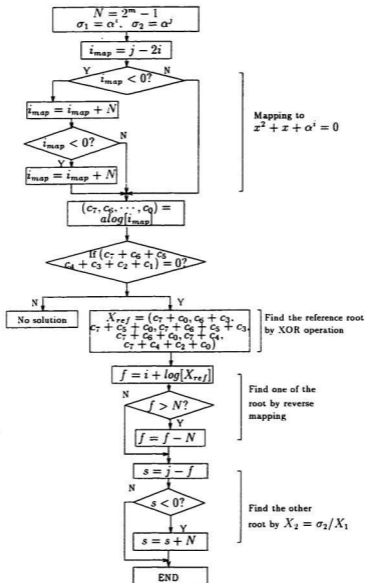 N = 2^m − 1
σ₁ = α^i. σ₂ = α^j
i_map = j − 2i
Y
i_map < 0?
N
i_map = i_map + N
i_map < 0?
N
Y
i_map = i_map + N
Mapping to
x² + x + α^i = 0
(c₇, c₆, ⋯, c₀) =
alog[i_map]
If (c₇ + c₆ + c₅
c₄ + c₃ + c₂ + c₁) = 0?
N
Y
No solution
X_ref = (c₇ + c₀, c₆ + c₃.
c₇ + c₅ + c₀, c₇ + c₆ + c₅ + c₃.
c₇ + c₆ + c₀, c₇ + c₄,
c₇ + c₄ + c₂ + c₀)
Find the reference root
by XOR operation
f = i + log[X_ref]
N
f > N?
Y
f = f − N
Find one of the
root by reverse
mapping
s = j − f
N
s < 0?
Y
s = s + N
Find the other
root by X₂ = σ₂/X₁
END